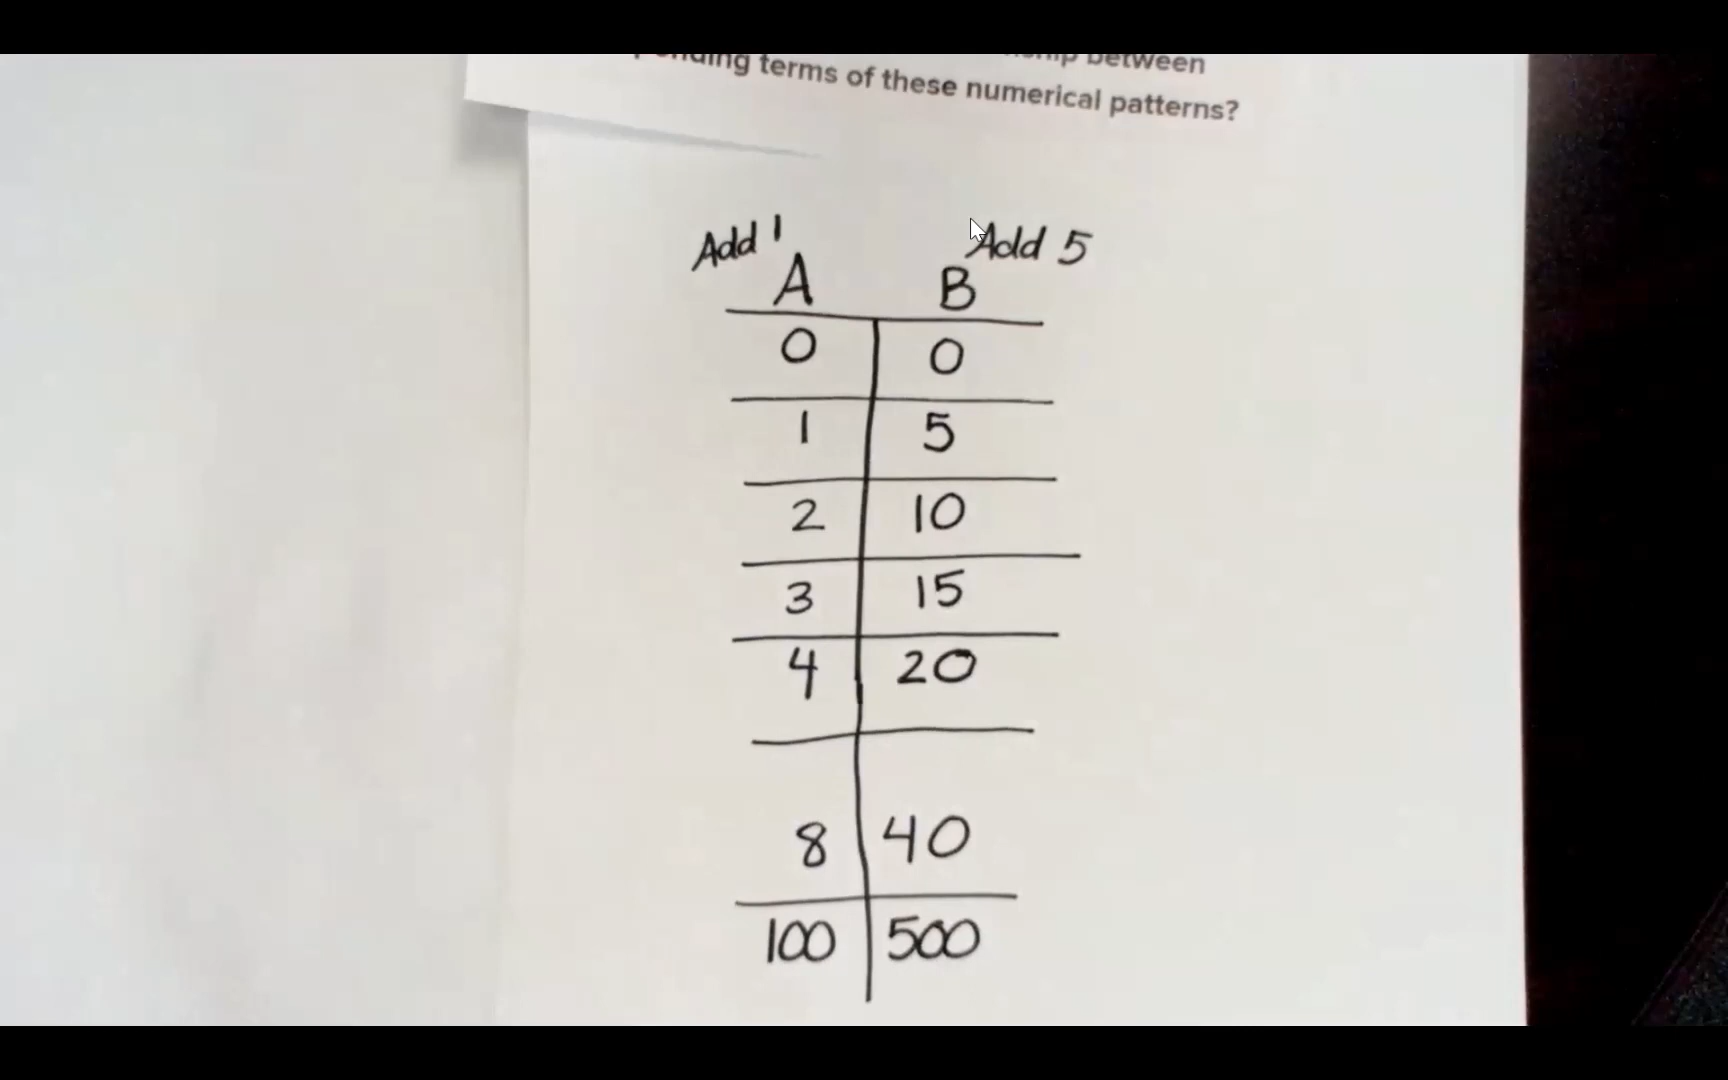 between
terms of these numerical patterns?
Add 1 Add 5
A B
0 0
1 5
2 10
3 15
4 20
8 40
100 500